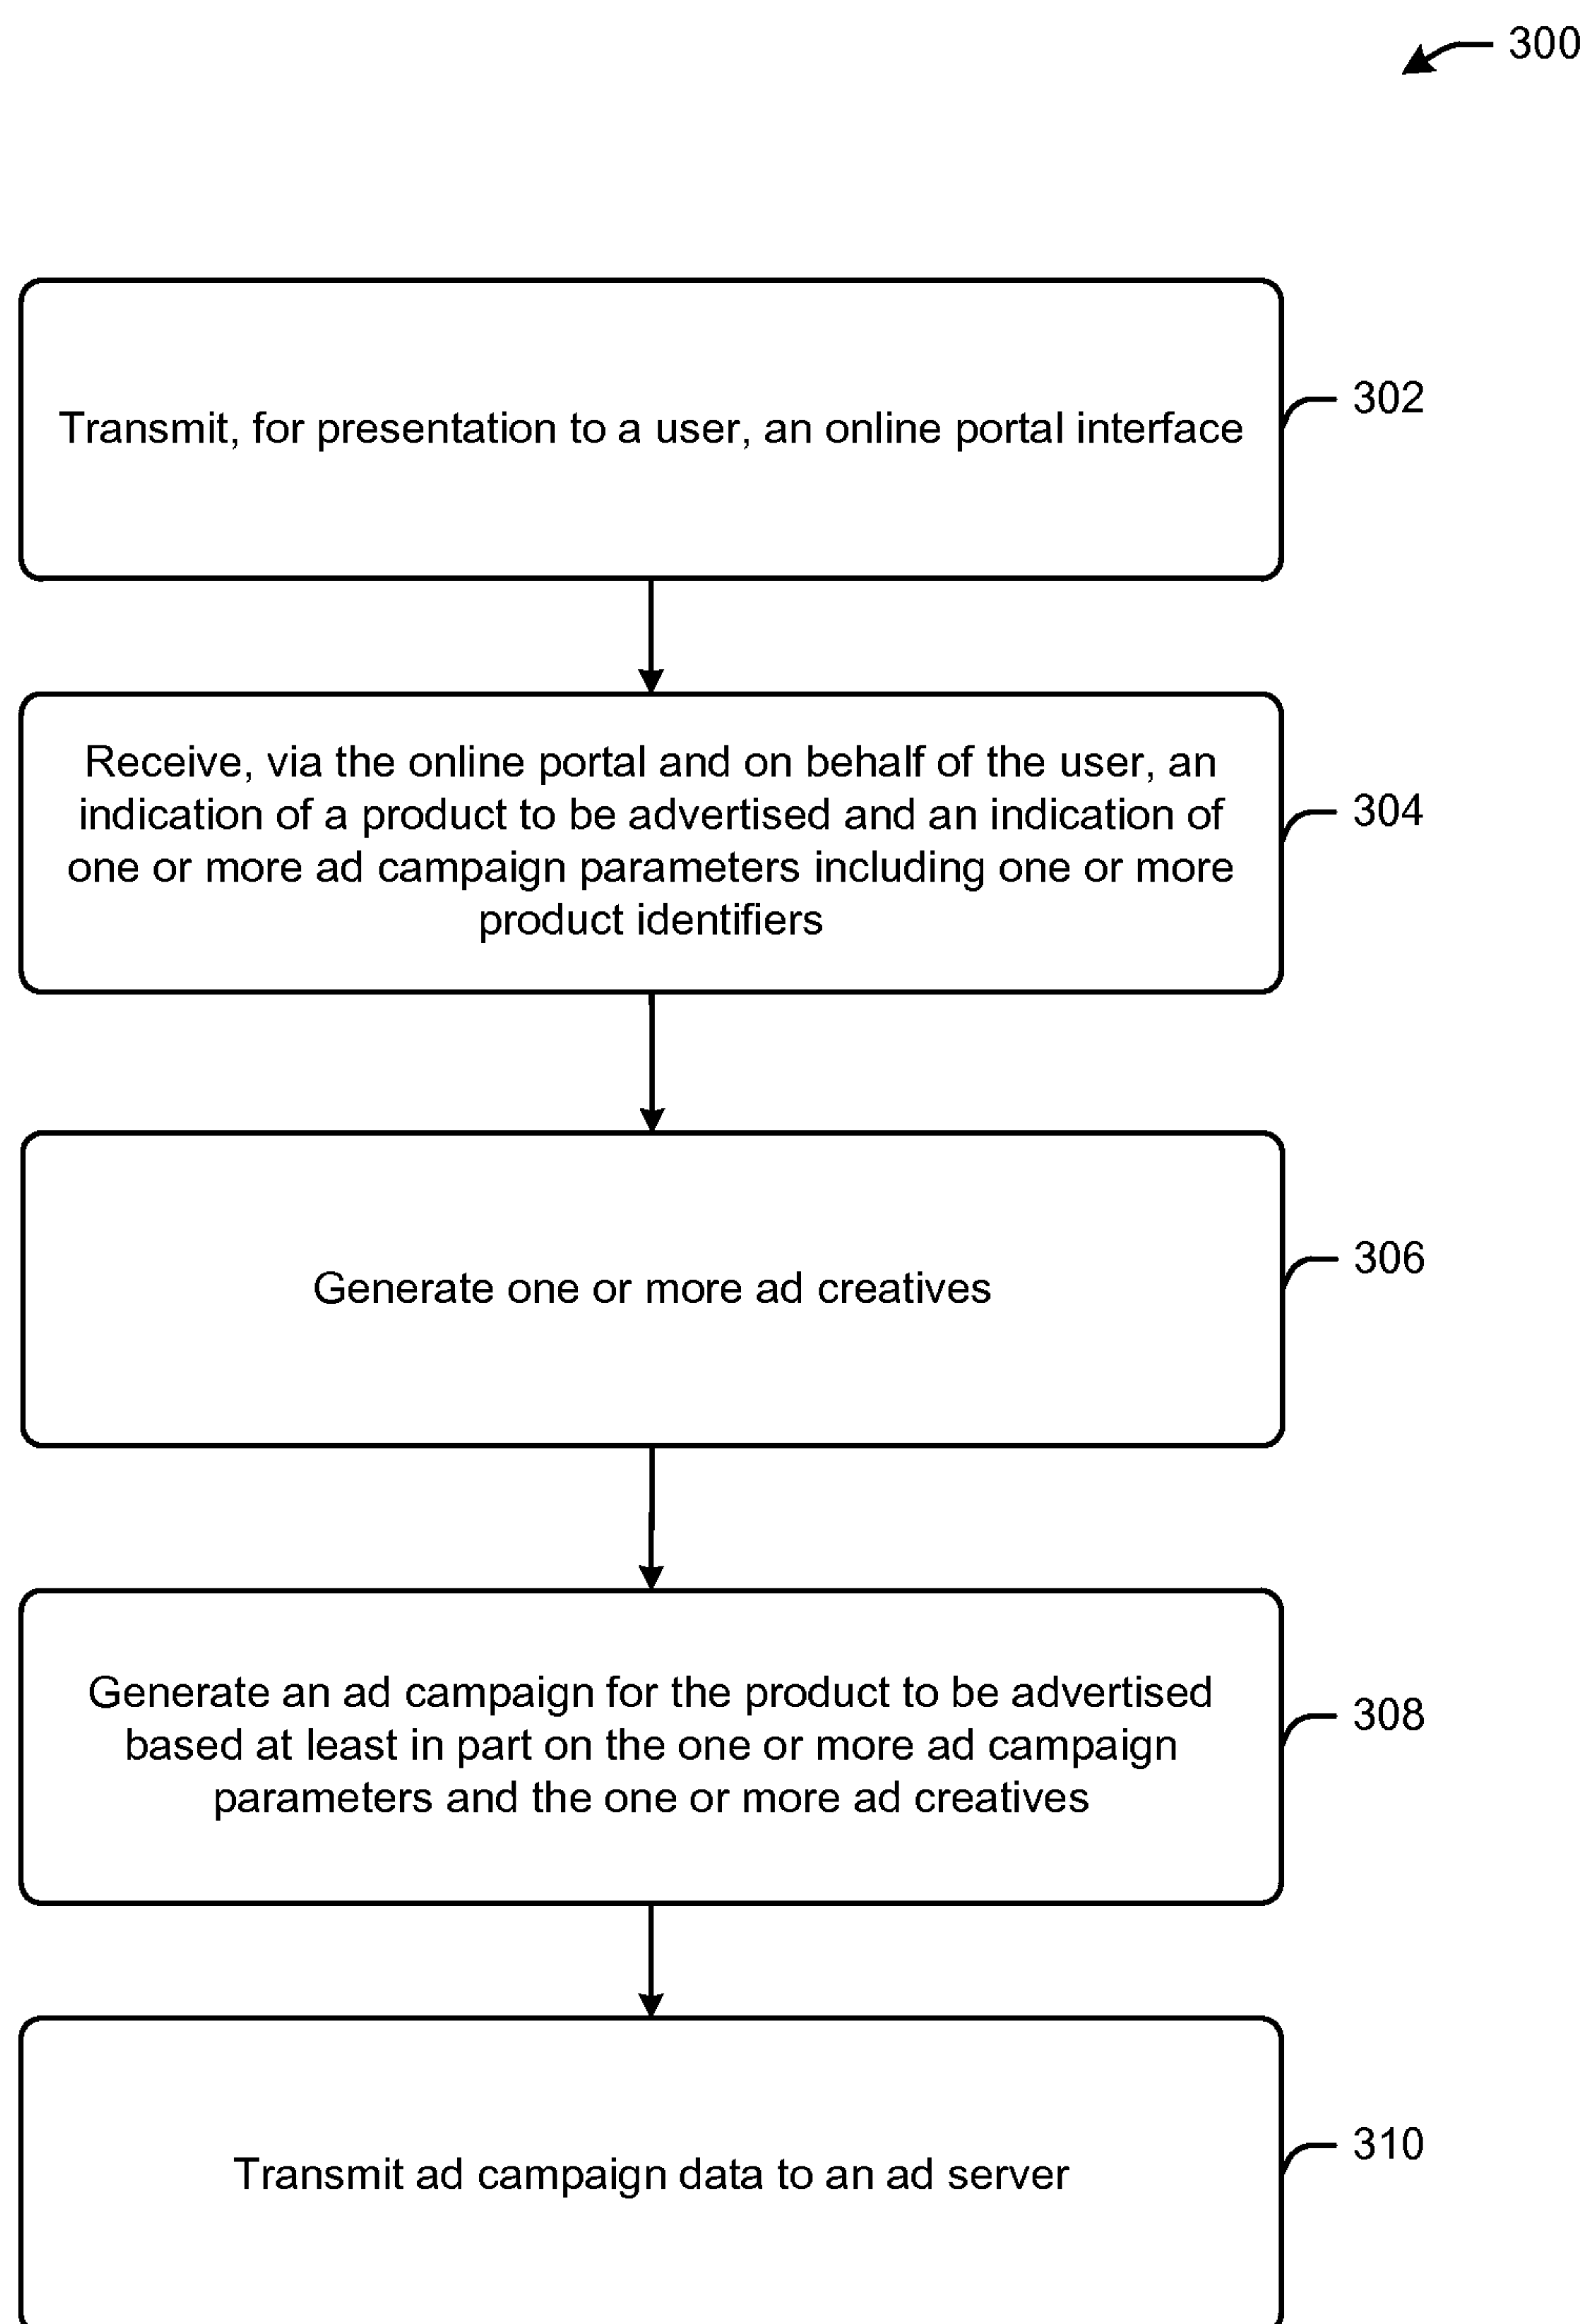 300
Transmit, for presentation to a user, an online portal interface
302
Receive, via the online portal and on behalf of the user, an
indication of a product to be advertised and an indication of
one or more ad campaign parameters including one or more
product identifiers
304
Generate one or more ad creatives
306
Generate an ad campaign for the product to be advertised
based at least in part on the one or more ad campaign
parameters and the one or more ad creatives
308
Transmit ad campaign data to an ad server
310